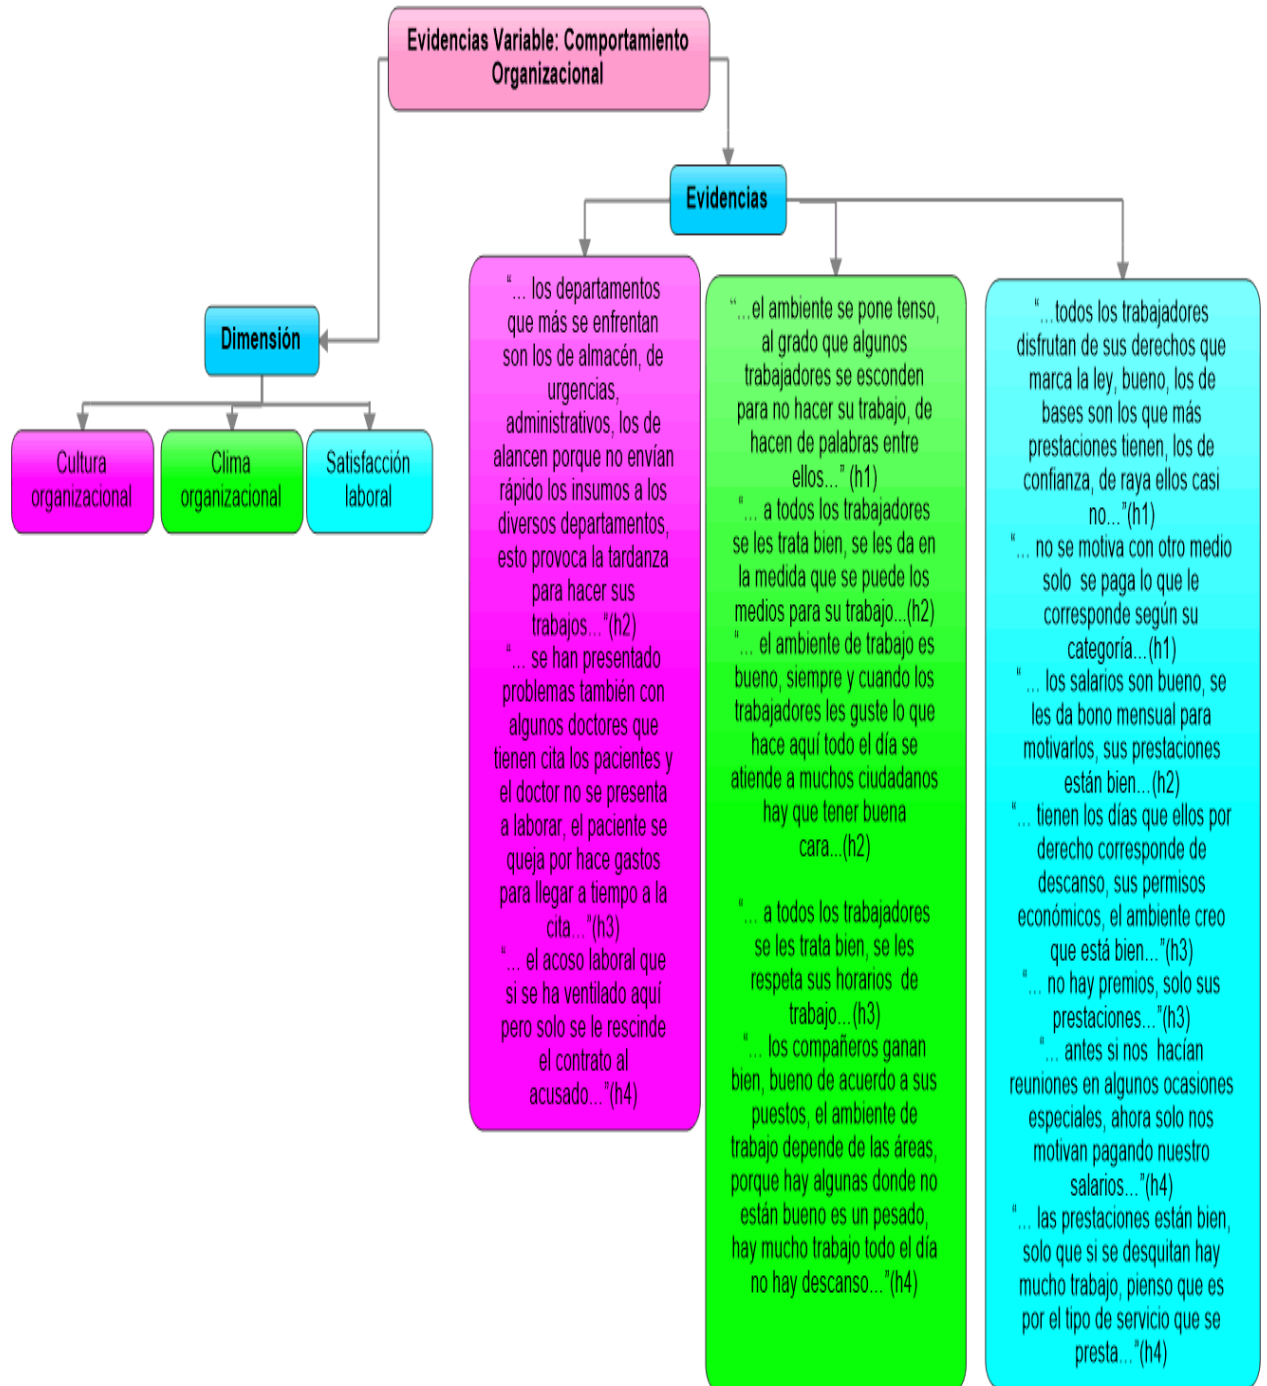 Evidencias Variable: Comportamiento
Organizacional
Evidencias
Dimensión
Cultura
organizacional
Clima
organizacional
Satisfacción
laboral
“... los departamentos
que más se enfrentan
son los de almacén, de
urgencias,
administrativos, los de
alancen porque no envían
rápido los insumos a los
diversos departamentos,
esto provoca la tardanza
para hacer sus
trabajos...”(h2)
“... se han presentado
problemas también con
algunos doctores que
tienen cita los pacientes y
el doctor no se presenta
a laborar, el paciente se
queja por hace gastos
para llegar a tiempo a la
cita...”(h3)
“... el acoso laboral que
si se ha ventilado aquí
pero solo se le rescinde
el contrato al
acusado...”(h4)
“...el ambiente se pone tenso,
al grado que algunos
trabajadores se esconden
para no hacer su trabajo, de
hacen de palabras entre
ellos...” (h1)
“... a todos los trabajadores
se les trata bien, se les da en
la medida que se puede los
medios para su trabajo...(h2)
“... el ambiente de trabajo es
bueno, siempre y cuando los
trabajadores les guste lo que
hace aquí todo el día se
atiende a muchos ciudadanos
hay que tener buena
cara...(h2)
“... a todos los trabajadores
se les trata bien, se les
respeta sus horarios de
trabajo...(h3)
“... los compañeros ganan
bien, bueno de acuerdo a sus
puestos, el ambiente de
trabajo depende de las áreas,
porque hay algunas donde no
están bueno es un pesado,
hay mucho trabajo todo el día
no hay descanso...”(h4)
“...todos los trabajadores
disfrutan de sus derechos que
marca la ley, bueno, los de
bases son los que más
prestaciones tienen, los de
confianza, de raya ellos casi
no...”(h1)
“... no se motiva con otro medio
solo se paga lo que le
corresponde según su
categoría...(h1)
“ ... los salarios son bueno, se
les da bono mensual para
motivarlos, sus prestaciones
están bien...(h2)
“... tienen los días que ellos por
derecho corresponde de
descanso, sus permisos
económicos, el ambiente creo
que está bien...”(h3)
“... no hay premios, solo sus
prestaciones...”(h3)
“... antes si nos hacían
reuniones en algunos ocasiones
especiales, ahora solo nos
motivan pagando nuestro
salarios...”(h4)
“... las prestaciones están bien,
solo que si se desquitan hay
mucho trabajo, pienso que es
por el tipo de servicio que se
presta...”(h4)